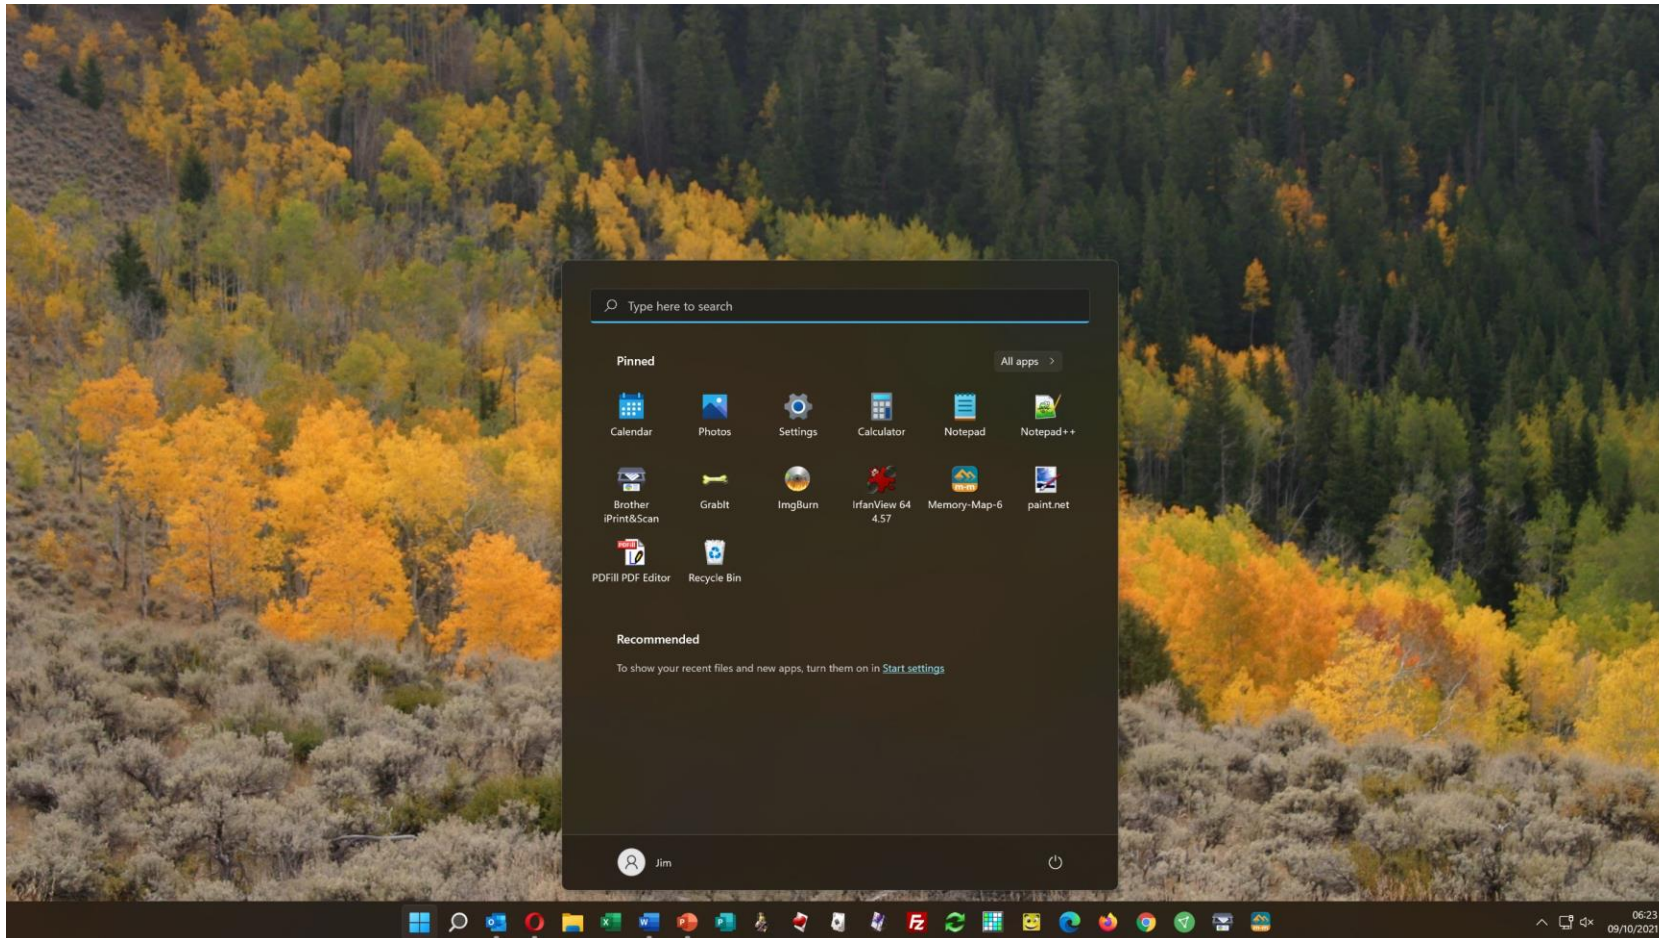 Type here to search
Pinned
All apps
Calendar
Photos
Settings
Calculator
Notepad
Notepad++
Brother
iPrint&Scan
GrabIt
ImgBurn
IrfanView 64
4.57
Memory-Map-6
paint.net
PDFill PDF Editor
Recycle Bin
Recommended
To show your recent files and new apps, turn them on in Start settings
Jim
06:23
09/10/2021